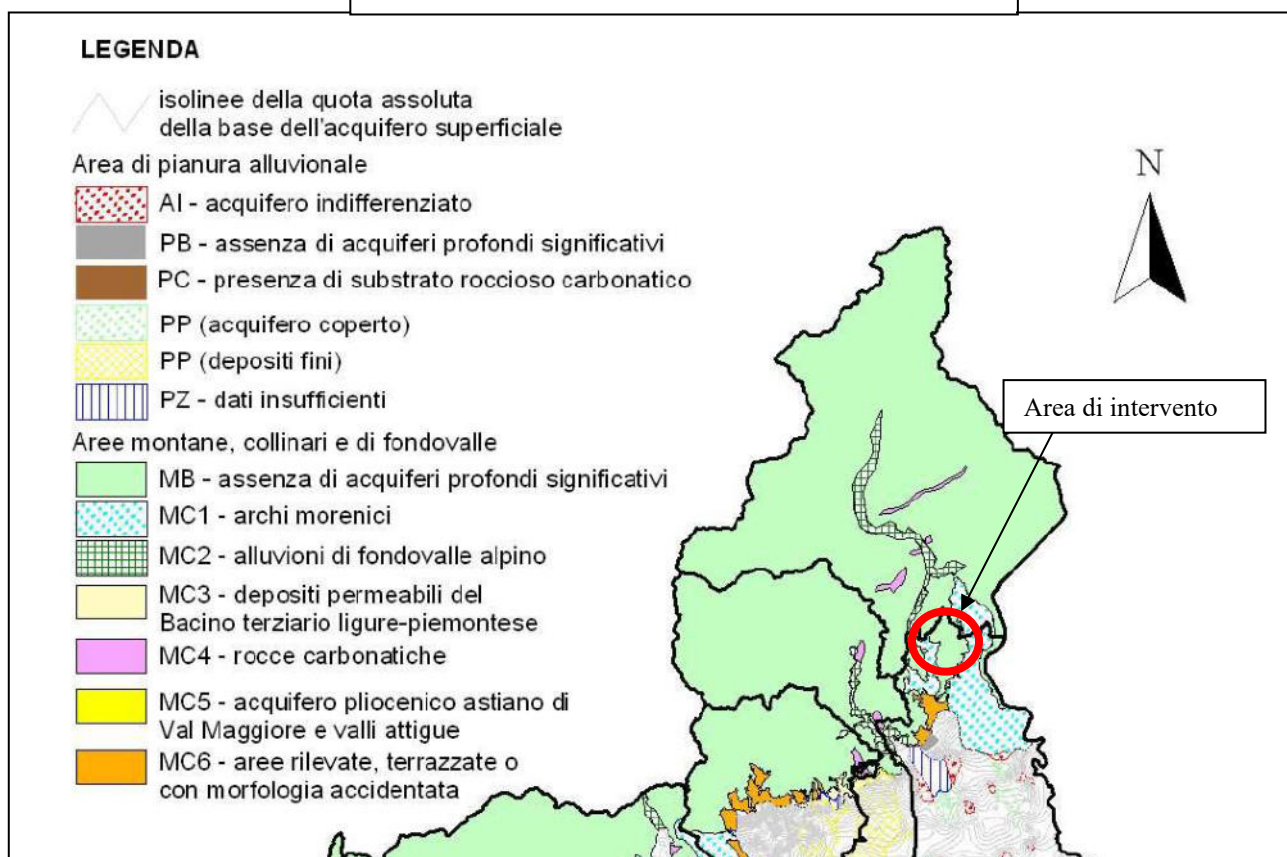 LEGENDA
isolinee della quota assoluta
della base dell'acquifero superficiale
Area di pianura alluvionale
AI - acquifero indifferenziato
PB - assenza di acquiferi profondi significativi
PC - presenza di substrato roccioso carbonatico
PP (acquifero coperto)
PP (depositi fini)
PZ - dati insufficienti
Aree montane, collinari e di fondovalle
MB - assenza di acquiferi profondi significativi
MC1 - archi morenici
MC2 - alluvioni di fondovalle alpino
MC3 - depositi permeabili del
Bacino terziario ligure-piemontese
MC4 - rocce carbonatiche
MC5 - acquifero pliocenico astiano di
Val Maggiore e valli attigue
MC6 - aree rilevate, terrazzate o
con morfologia accidentata
N
Area di intervento